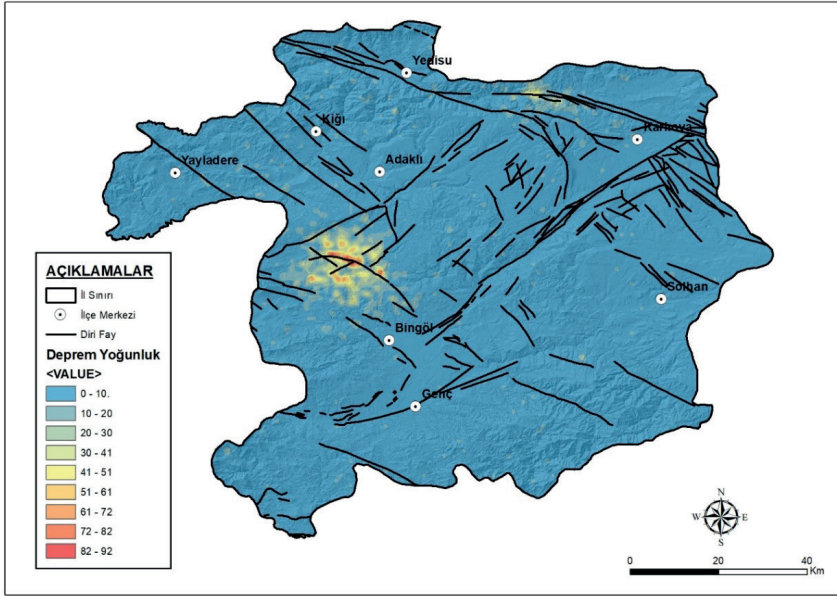 Yedisu
Kiğı
Karlıova
Yayladere
Adaklı
Solhan
Bingöl
Genç
AÇIKLAMALAR
İl Sınırı
İlçe Merkezi
Diri Fay
Deprem Yoğunluk
<VALUE>
0 - 10.
10 - 20
20 - 30
30 - 41
41 - 51
51 - 61
61 - 72
72 - 82
82 - 92
N
W E
S
0 20 40
Km